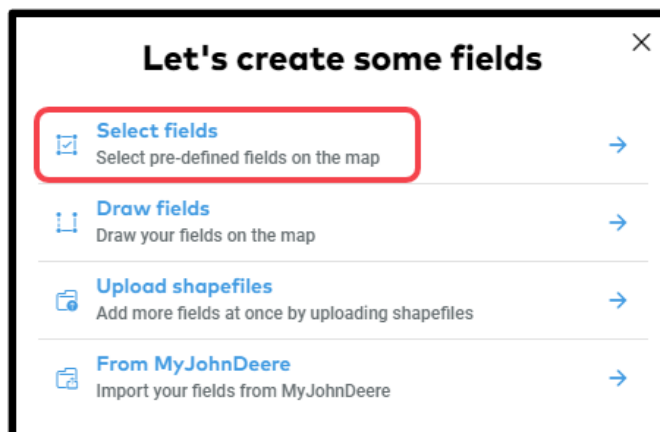 Let's create some fields
Select fields
Select pre-defined fields on the map
Draw fields
Draw your fields on the map
Upload shapefiles
Add more fields at once by uploading shapefiles
From MyJohnDeere
Import your fields from MyJohnDeere